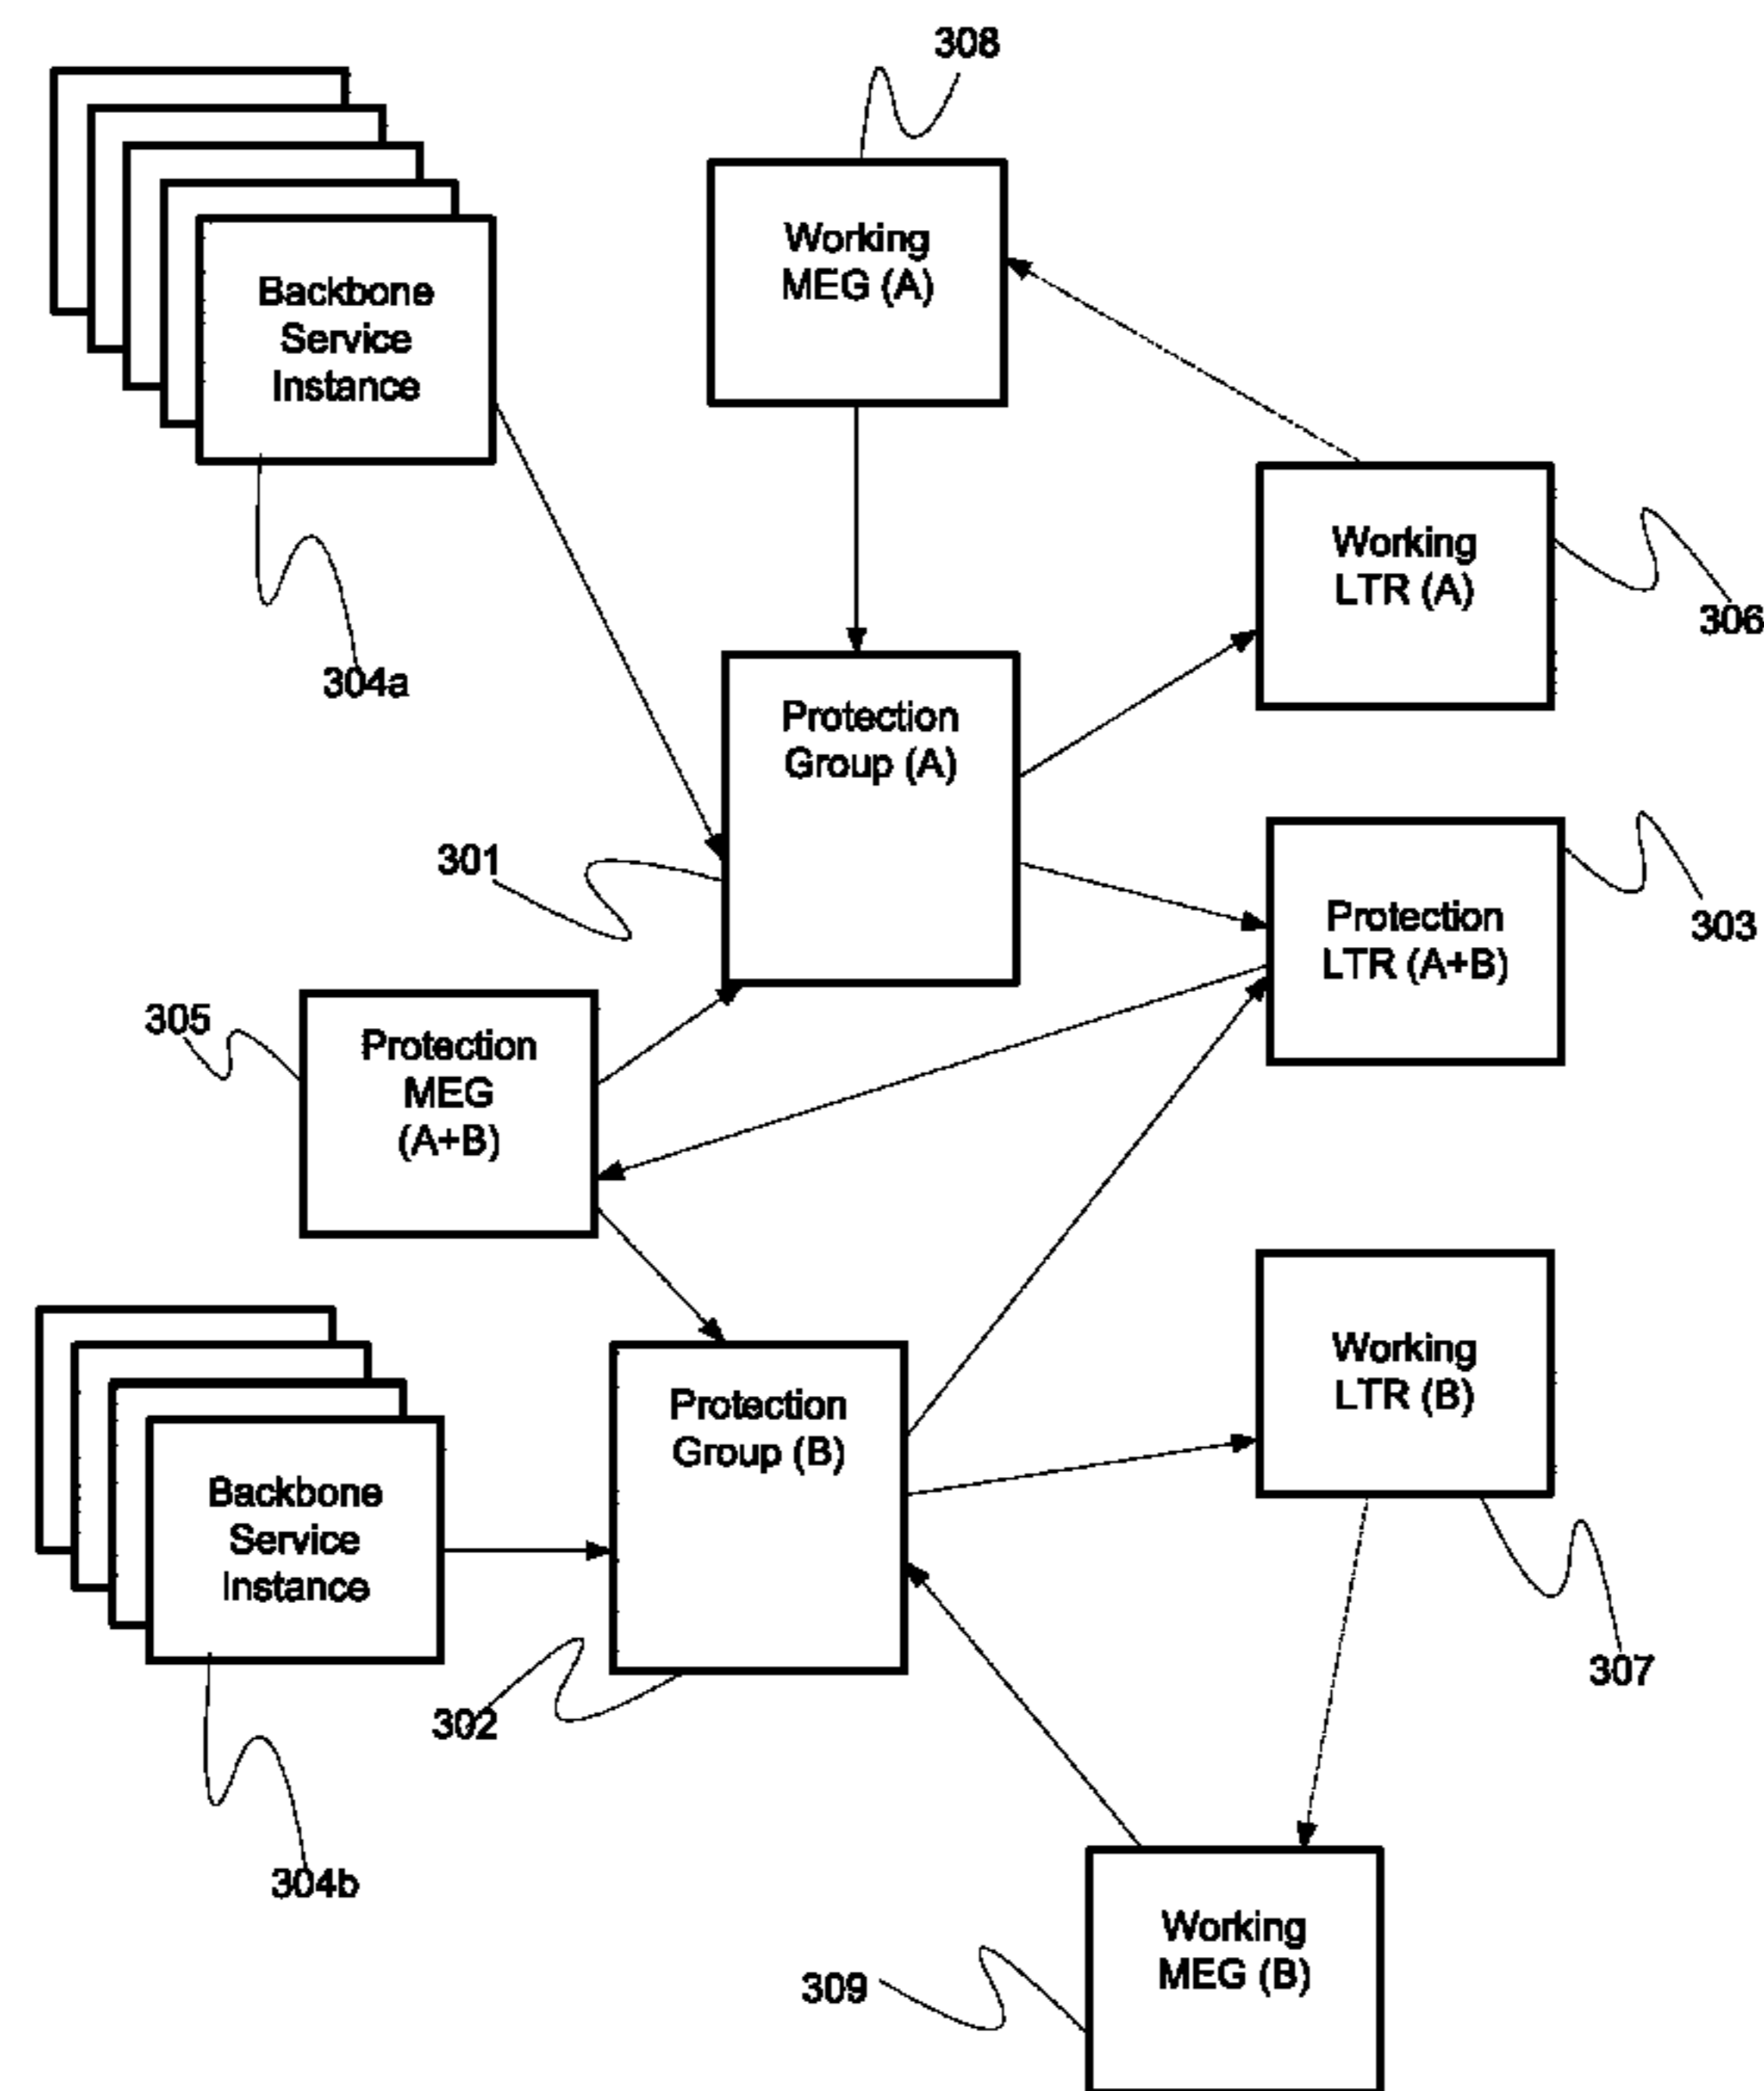 308
Working
MEG (A)
Backbone
Service
Instance
Working
LTR (A)
306
304a
Protection
Group (A)
301
Protection
LTR (A+B)
303
305
Protection
MEG
(A+B)
Working
LTR (B)
Protection
Group (B)
Backbone
Service
Instance
307
302
304b
Working
MEG (B)
309